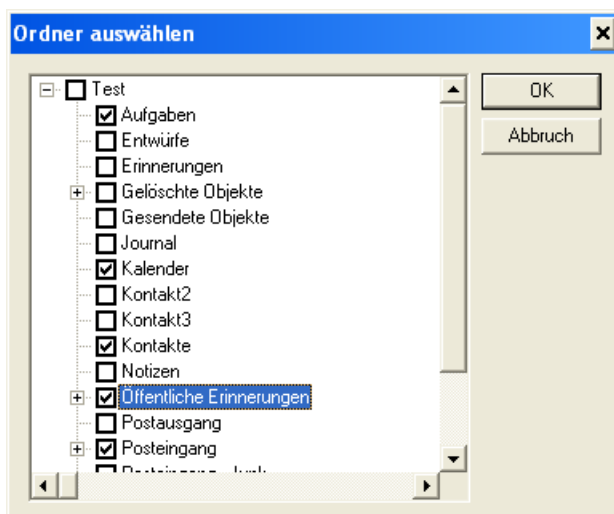 Ordner auswählen
Test
Aufgaben
Entwürfe
Erinnerungen
Gelöschte Objekte
Gesendete Objekte
Journal
Kalender
Kontakt2
Kontakt3
Kontakte
Notizen
Öffentliche Erinnerungen
Postausgang
Posteingang
OK
Abbruch